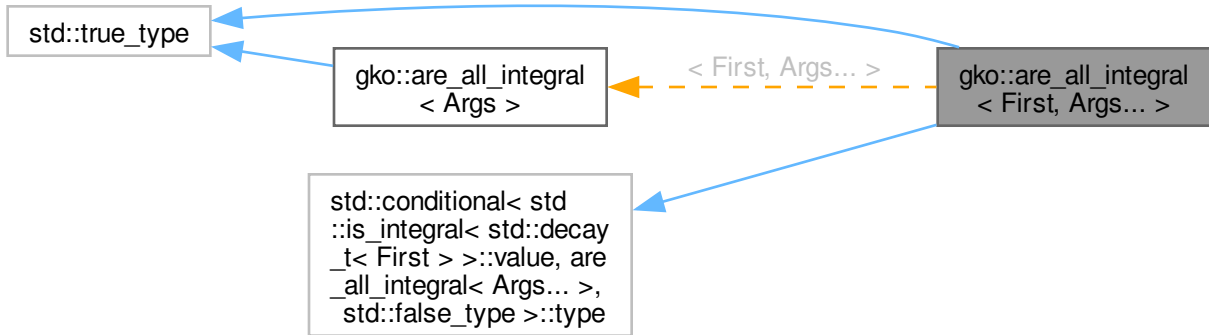 std::true_type
gko::are_all_integral
< Args >
< First, Args... >
gko::are_all_integral
< First, Args... >
std::conditional< std
::is_integral< std::decay
_t< First > >::value, are
_all_integral< Args... >,
std::false_type >::type